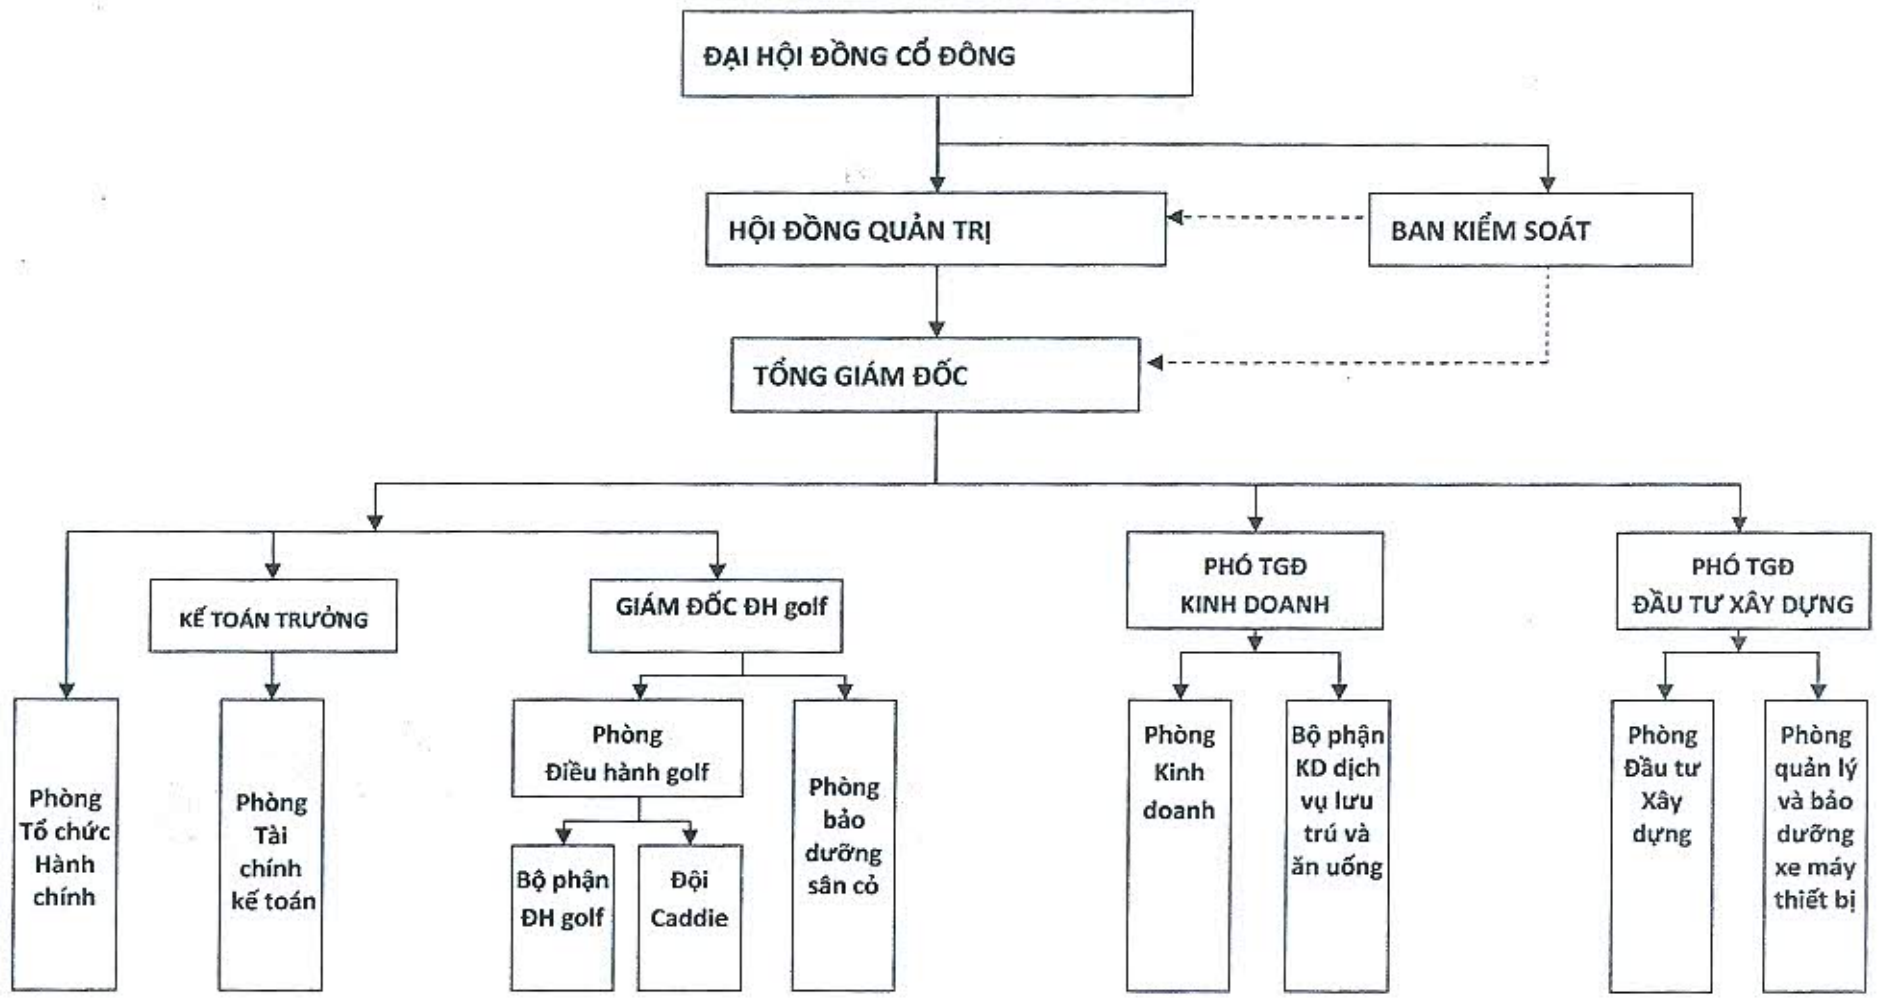 ĐẠI HỘI ĐỒNG CỔ ĐÔNG
HỘI ĐỒNG QUẢN TRỊ
BAN KIỂM SOÁT
TỔNG GIÁM ĐỐC
KẾ TOÁN TRƯỞNG
GIÁM ĐỐC ĐH golf
PHÓ TGĐ
KINH DOANH
PHÓ TGĐ
ĐẦU TƯ XÂY DỰNG
Phòng
Tổ chức
Hành
chính
Phòng
Tài
chính
kế toán
Phòng
Điều hành golf
Bộ phận
ĐH golf
Đội
Caddie
Phòng
bảo
dưỡng
sân cỏ
Phòng
Kinh
doanh
Bộ phận
KD dịch
vụ lưu
trú và
ăn uống
Phòng
Đầu tư
Xây
dựng
Phòng
quản lý
và bảo
dưỡng
xe máy
thiết bị